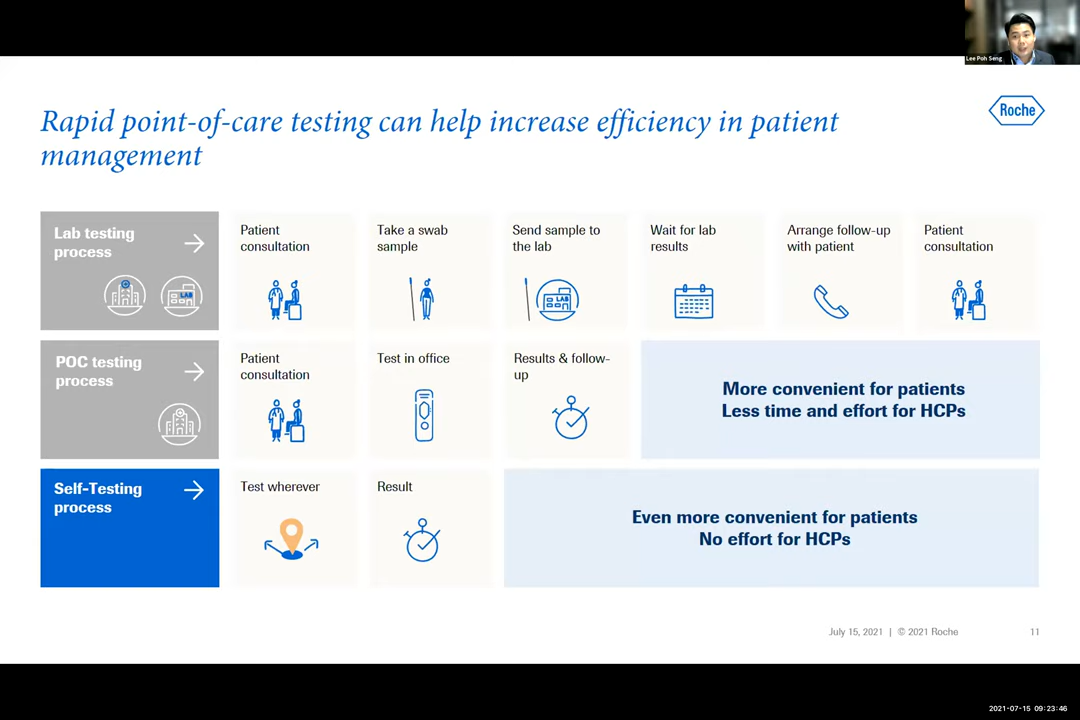 Lee Poh Seng
Rapid point-of-care testing can help increase efficiency in patient
management
Roche
Lab testing
process
Patient
consultation
Take a swab
sample
Send sample to
the lab
LAB
Wait for lab
results
Arrange follow-up
with patient
Patient
consultation
LAB
POC testing
process
Patient
consultation
Test in office
Results & follow-
up
More convenient for patients
Less time and effort for HCPs
Self-Testing
process
Test wherever
Result
Even more convenient for patients
No effort for HCPs
July 15, 2021 | © 2021 Roche
11
2021-07-15 09:23:46